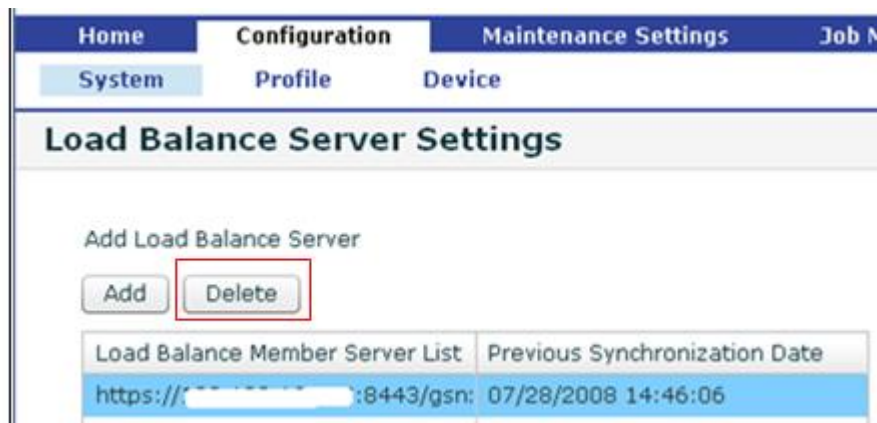 Home Configuration Maintenance Settings Job
System Profile Device
Load Balance Server Settings
Add Load Balance Server
Add Delete
Load Balance Member Server List Previous Synchronization Date
https:// :8443/gsn: 07/28/2008 14:46:06